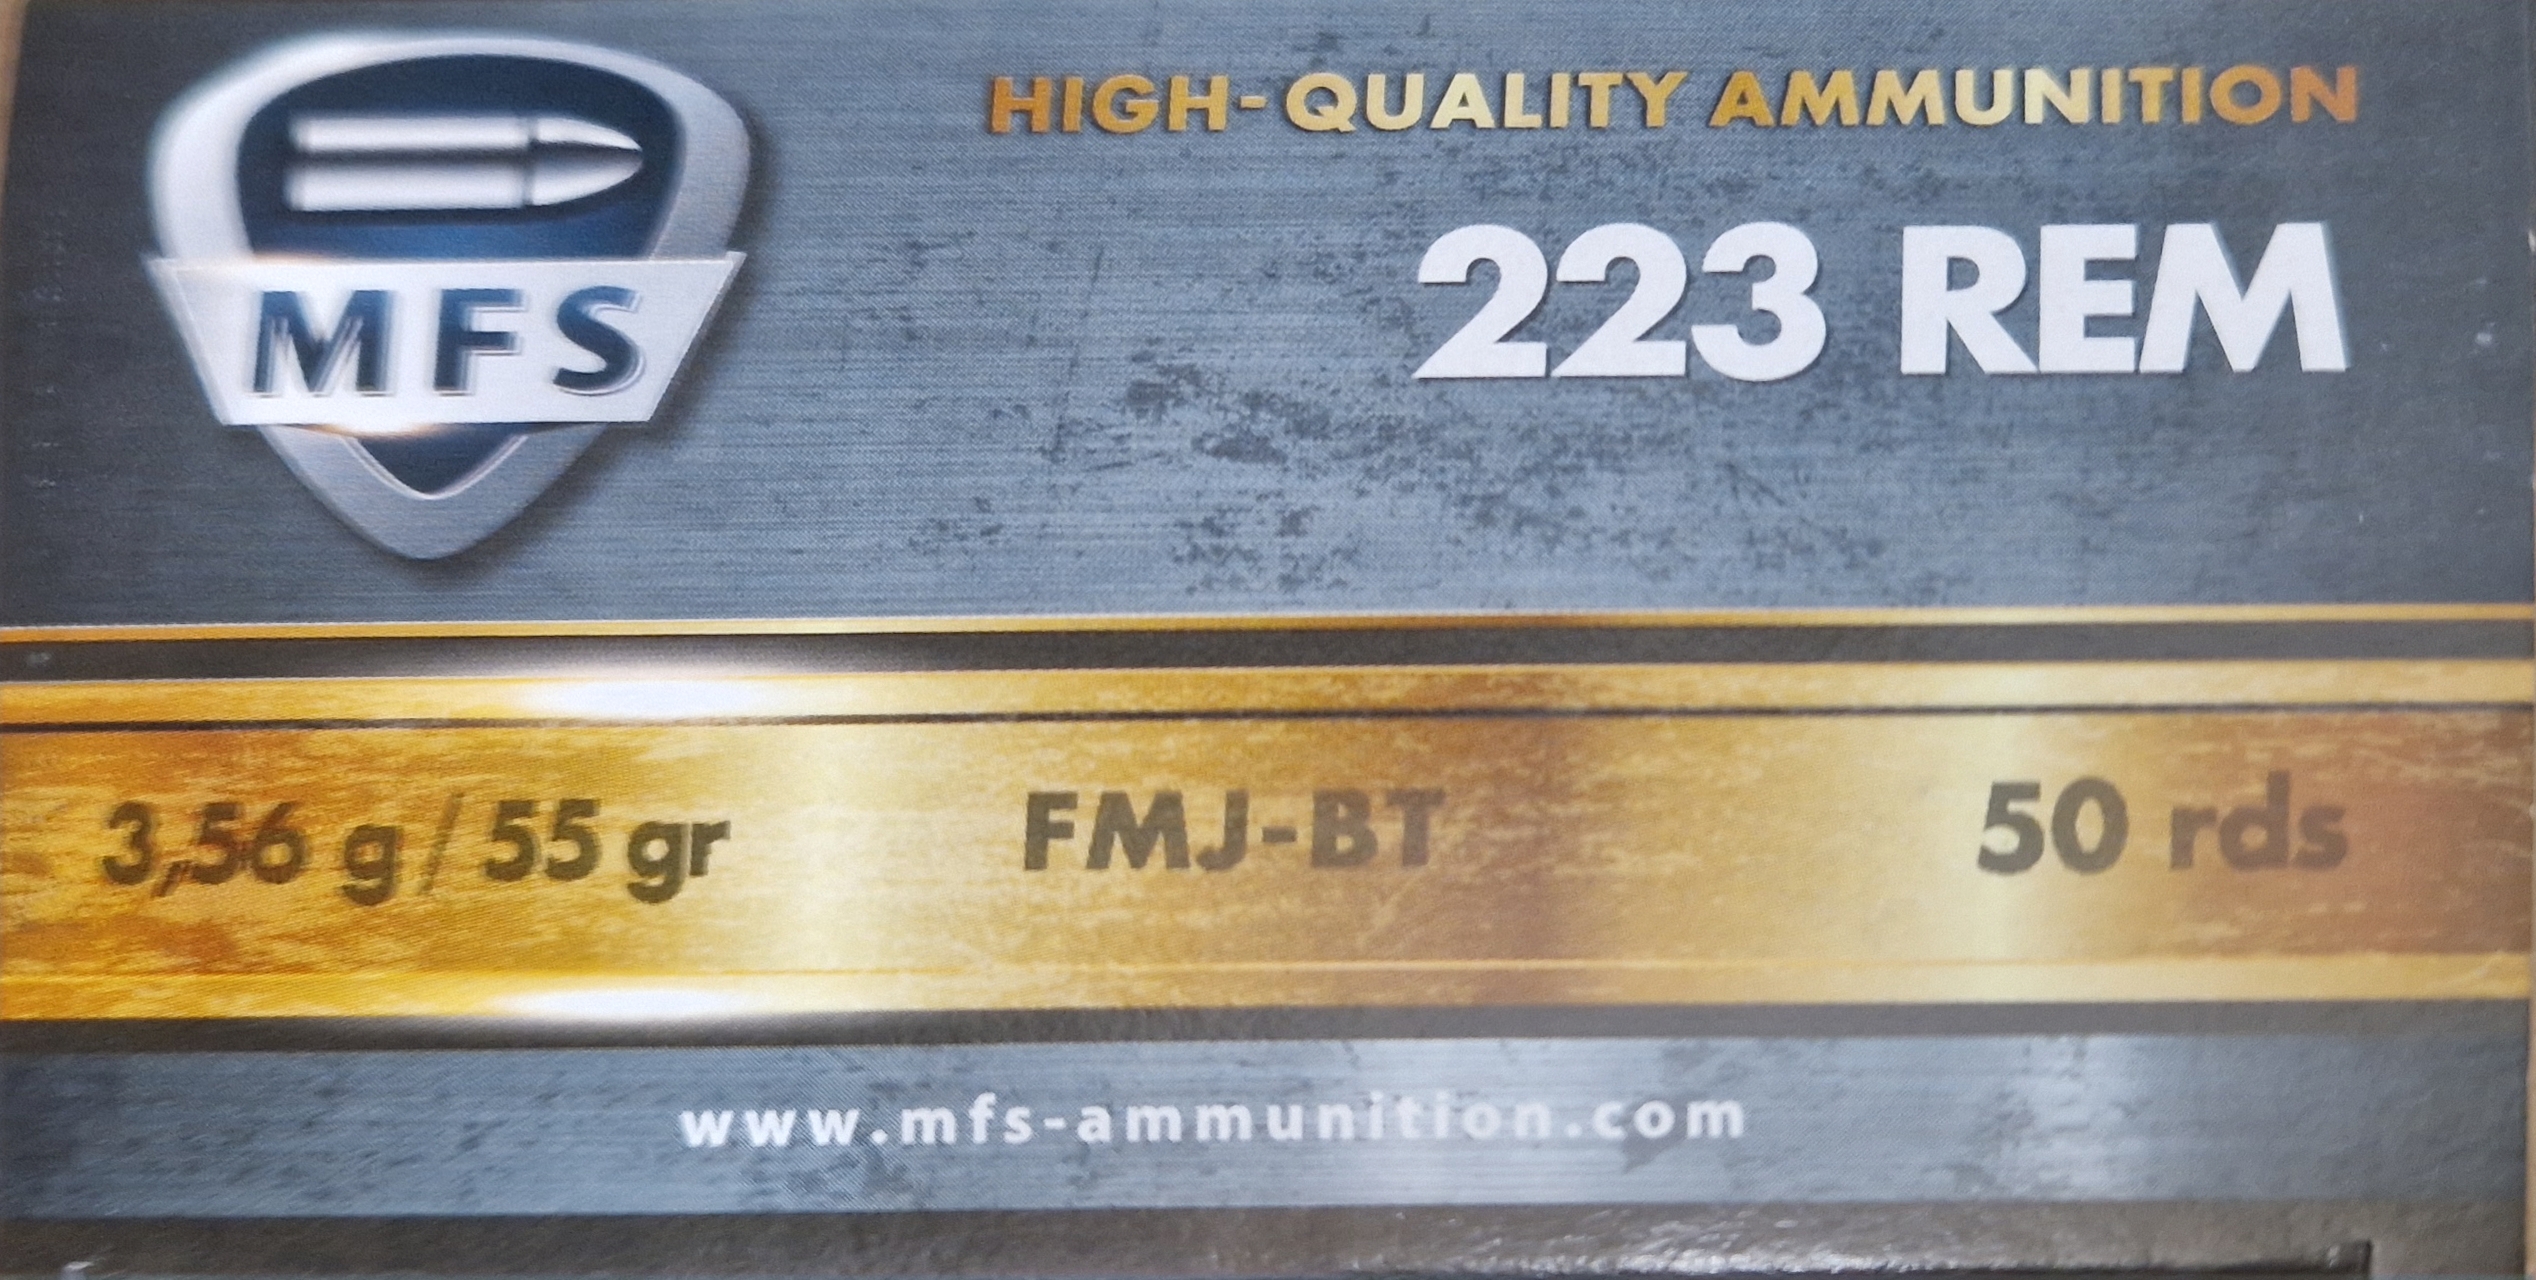 MFS
HIGH-QUALITY AMMUNITION
223 REM
3,56 g / 55 gr FMJ-BT 50 rds
www.mfs-ammunition.com